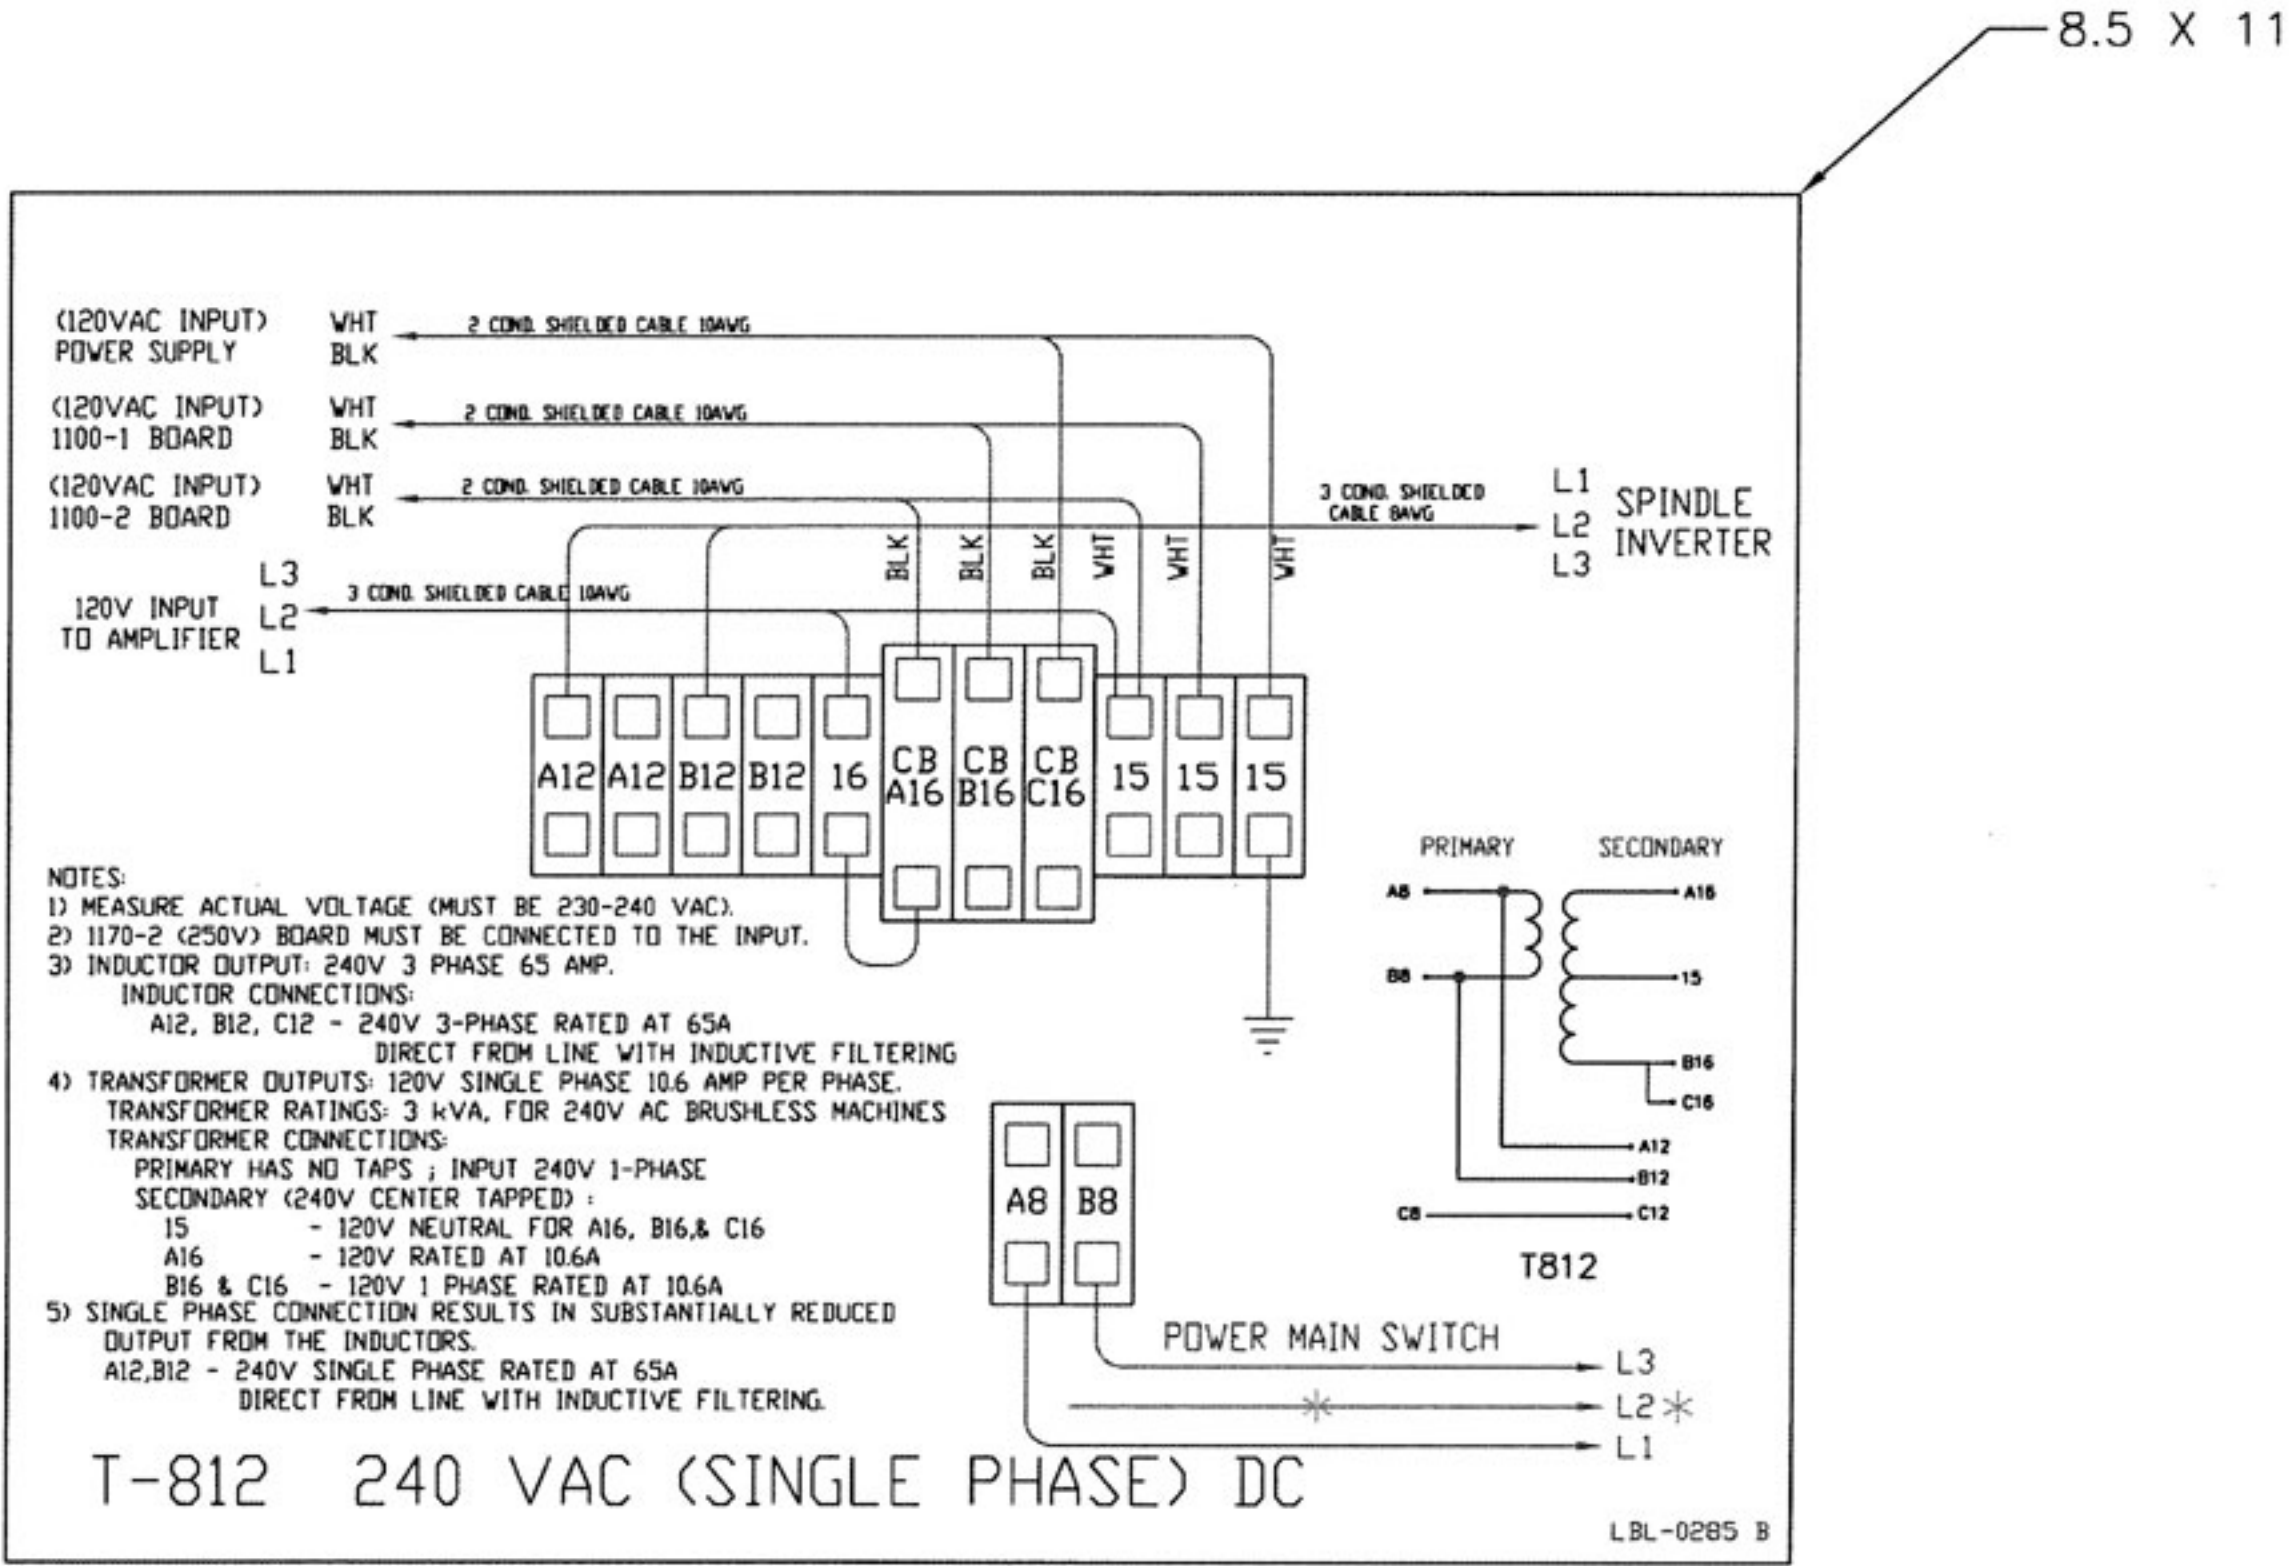 8.5 X 11
(120VAC INPUT) WHT 2 COND. SHIELDED CABLE 10AWG
POWER SUPPLY BLK
(120VAC INPUT) WHT 2 COND. SHIELDED CABLE 10AWG
1100-1 BOARD BLK
(120VAC INPUT) WHT 2 COND. SHIELDED CABLE 10AWG
1100-2 BOARD BLK
3 COND. SHIELDED
CABLE 8AWG
L1
L2
L3
SPINDLE
INVERTER
BLK
BLK
BLK
WHT
WHT
WHT
L3
120V INPUT L2 3 COND. SHIELDED CABLE 10AWG
TO AMPLIFIER
L1
A12 A12 B12 B12 16 CB A16 CB B16 CB C16 15 15 15
NOTES:
1) MEASURE ACTUAL VOLTAGE (MUST BE 230-240 VAC).
2) 1170-2 (250V) BOARD MUST BE CONNECTED TO THE INPUT.
3) INDUCTOR OUTPUT: 240V 3 PHASE 65 AMP.
INDUCTOR CONNECTIONS:
A12, B12, C12 - 240V 3-PHASE RATED AT 65A
DIRECT FROM LINE WITH INDUCTIVE FILTERING
4) TRANSFORMER OUTPUTS: 120V SINGLE PHASE 10.6 AMP PER PHASE.
TRANSFORMER RATINGS: 3 kVA, FOR 240V AC BRUSHLESS MACHINES
TRANSFORMER CONNECTIONS:
PRIMARY HAS NO TAPS ; INPUT 240V 1-PHASE
SECONDARY (240V CENTER TAPPED) :
15 - 120V NEUTRAL FOR A16, B16,& C16
A16 - 120V RATED AT 10.6A
B16 & C16 - 120V 1 PHASE RATED AT 10.6A
5) SINGLE PHASE CONNECTION RESULTS IN SUBSTANTIALLY REDUCED
OUTPUT FROM THE INDUCTORS.
A12,B12 - 240V SINGLE PHASE RATED AT 65A
DIRECT FROM LINE WITH INDUCTIVE FILTERING.
PRIMARY SECONDARY
A8 A16
B8 15
B16
C16
A12
B12
C8 C12
T812
A8 B8
POWER MAIN SWITCH
L3
* L2*
L1
T-812 240 VAC (SINGLE PHASE) DC
LBL-0285 B